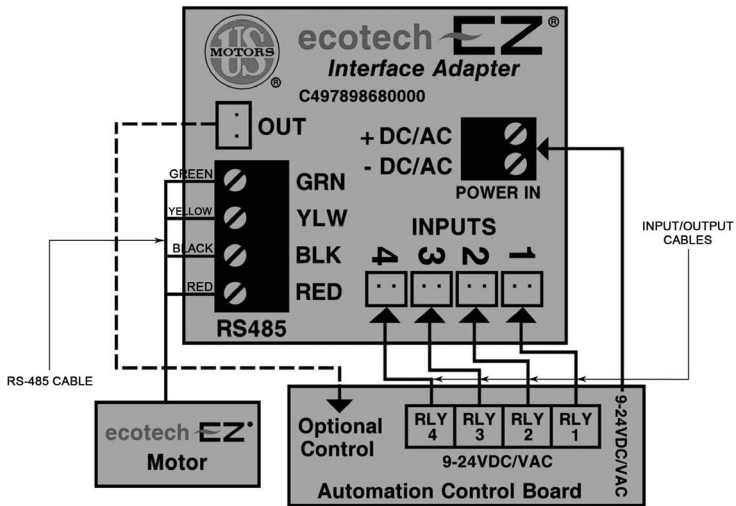 US
MOTORS
®
ecotech EZ®
Interface Adapter
C497898680000
OUT
+ DC/AC
- DC/AC
POWER IN
GREEN
GRN
YELLOW
YLW
BLACK
BLK
RED
RED
RS485
INPUTS
4 3 2 1
INPUT/OUTPUT
CABLES
RS-485 CABLE
ecotech EZ
Motor
Optional
Control
RLY
4
RLY
3
RLY
2
RLY
1
9-24VDC/VAC
9-24VDC/VAC
Automation Control Board